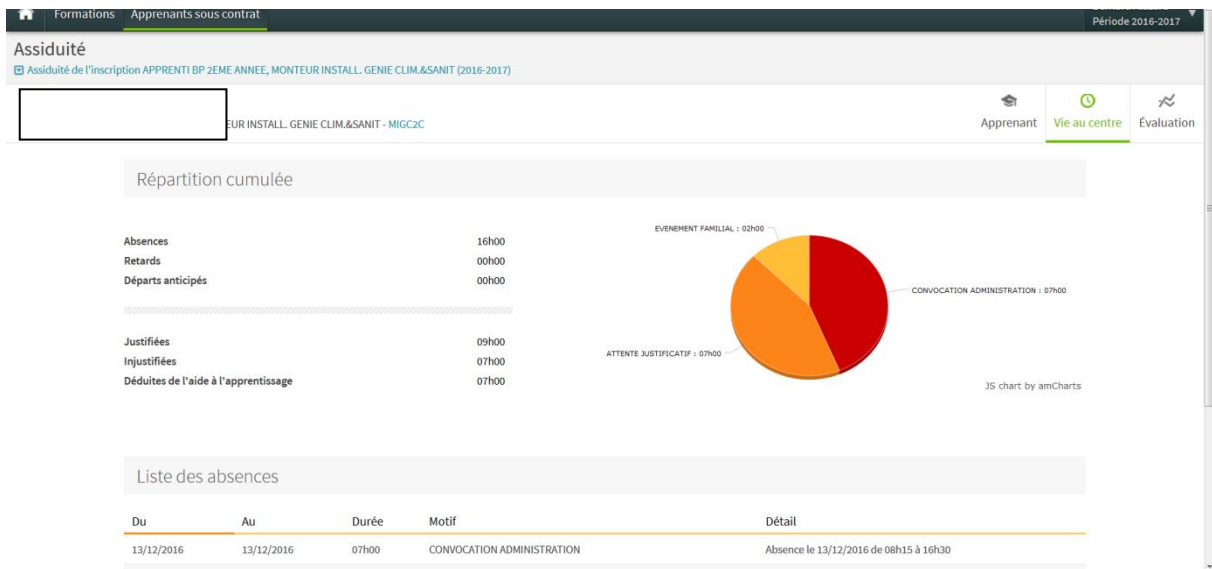 Formations Apprenants sous contrat
Période 2016-2017
Assiduité
Assiduité de l'inscription APPRENTI BP 2EME ANNEE, MONTEUR INSTALL. GENIE CLIM.&SANIT (2016-2017)
EUR INSTALL. GENIE CLIM.&SANIT - MIGC2C
Apprenant Vie au centre Évaluation
Répartition cumulée
Absences 16h00
Retards 00h00
Départs anticipés 00h00
Justifiées 09h00
Injustifiées 07h00
Déduites de l'aide à l'apprentissage 07h00
EVENEMENT FAMILIAL : 02h00
CONVOCATION ADMINISTRATION : 07h00
ATTENTE JUSTIFICATIF : 07h00
JS chart by amCharts
Liste des absences
Du Au Durée Motif Détail
13/12/2016 13/12/2016 07h00 CONVOCATION ADMINISTRATION Absence le 13/12/2016 de 08h15 à 16h30